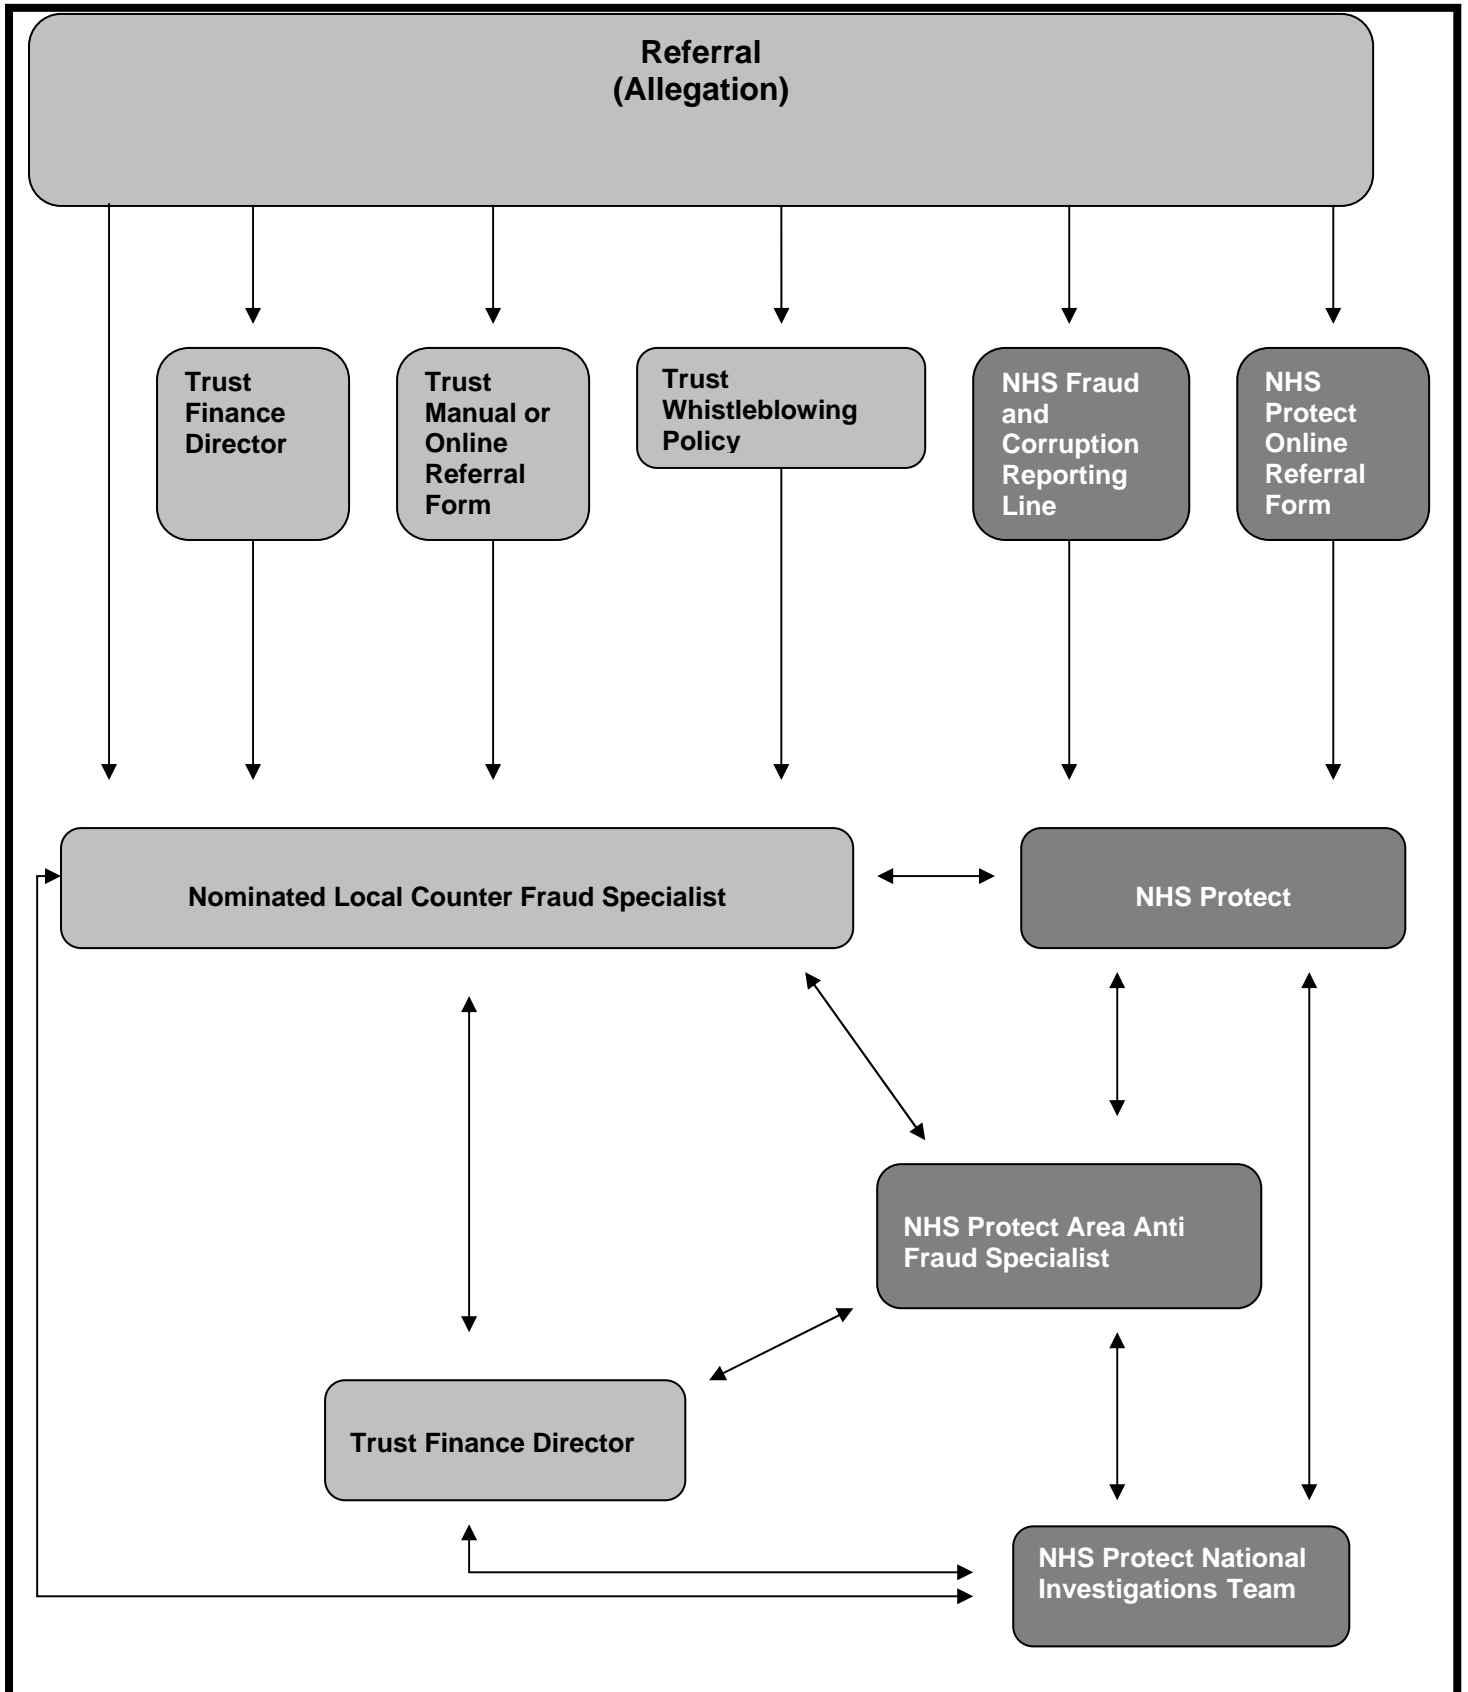 Referral
(Allegation)
Trust
Finance
Director
Trust
Manual or
Online
Referral
Form
Trust
Whistleblowing
Policy
NHS Fraud
and
Corruption
Reporting
Line
NHS
Protect
Online
Referral
Form
Nominated Local Counter Fraud Specialist
NHS Protect
NHS Protect Area Anti
Fraud Specialist
Trust Finance Director
NHS Protect National
Investigations Team